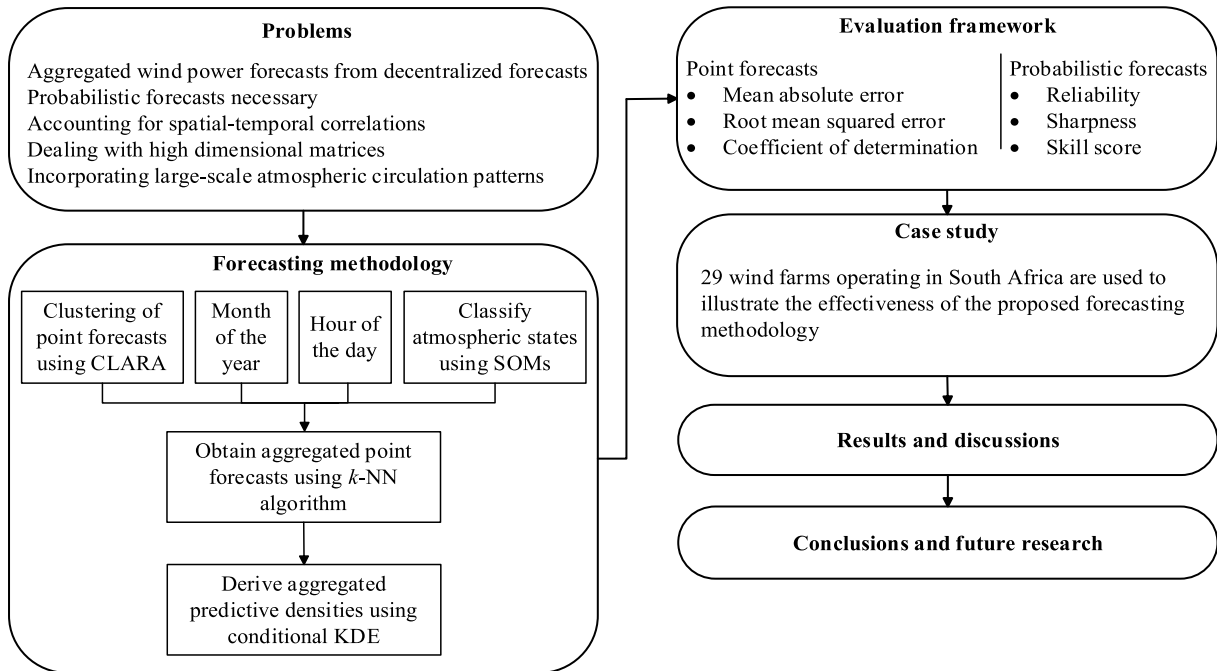 Problems
Aggregated wind power forecasts from decentralized forecasts
Probabilistic forecasts necessary
Accounting for spatial-temporal correlations
Dealing with high dimensional matrices
Incorporating large-scale atmospheric circulation patterns
Forecasting methodology
Clustering of
point forecasts
using CLARA
Month
of the
year
Hour of
the day
Classify
atmospheric
states
using SOMs
Obtain aggregated point
forecasts using k-NN
algorithm
Derive aggregated
predictive densities using
conditional KDE
Evaluation framework
Point forecasts
• Mean absolute error
• Root mean squared error
• Coefficient of determination
Probabilistic forecasts
• Reliability
• Sharpness
• Skill score
Case study
29 wind farms operating in South Africa are used to
illustrate the effectiveness of the proposed forecasting
methodology
Results and discussions
Conclusions and future research